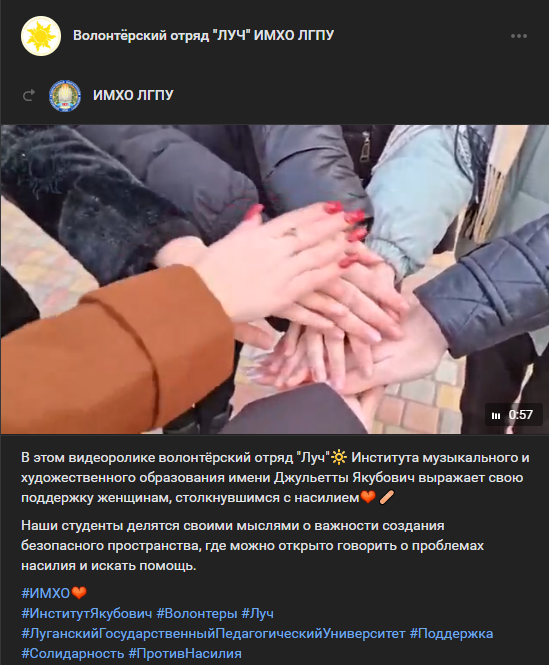 Волонтёрский отряд "ЛУЧ" ИМХО ЛГПУ
ИМХО ЛГПУ
0:57
В этом видеоролике волонтёрский отряд "Луч"🔆 Института музыкального и
художественного образования имени Джульетты Якубович выражает свою
поддержку женщинам, столкнувшимся с насилием❤️‍🔥🩹
Наши студенты делятся своими мыслями о важности создания
безопасного пространства, где можно открыто говорить о проблемах
насилия и искать помощь.
#ИМХО❤️
#ИнститутЯкубович #Волонтеры #Луч
#ЛуганскийГосударственныйПедагогическийУниверситет #Поддержка
#Солидарность #ПротивНасилия